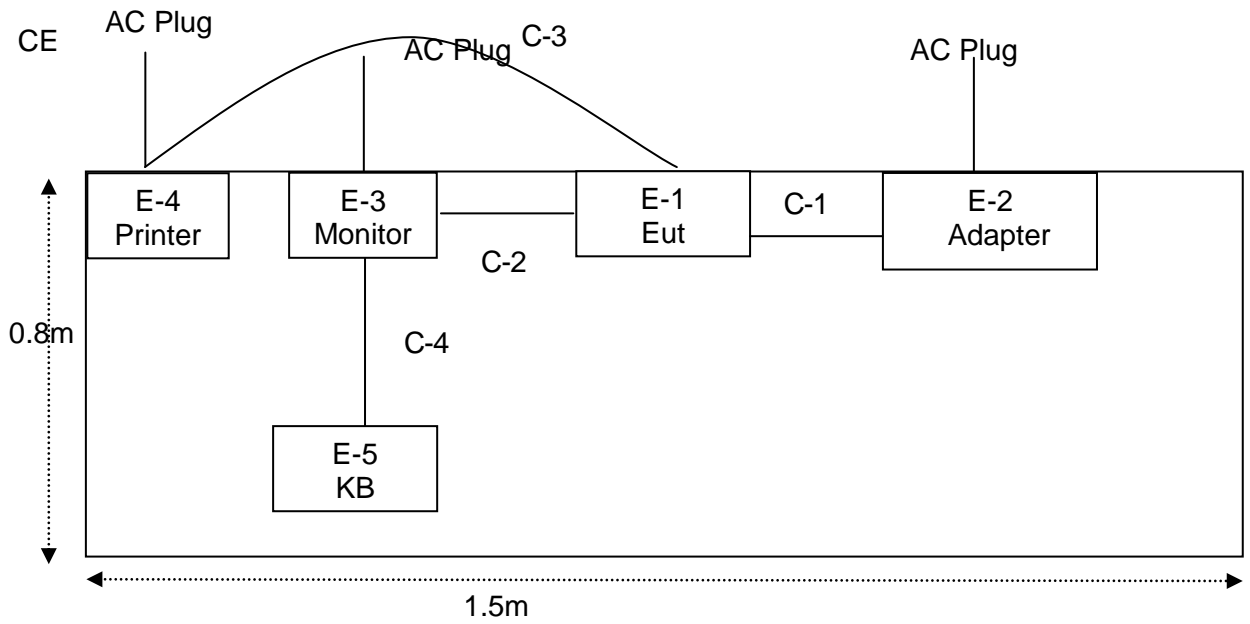 CE
AC Plug
C-3
AC Plug
AC Plug
E-4
Printer
E-3
Monitor
E-1
Eut
C-1
E-2
Adapter
C-2
0.8m
C-4
E-5
KB
1.5m